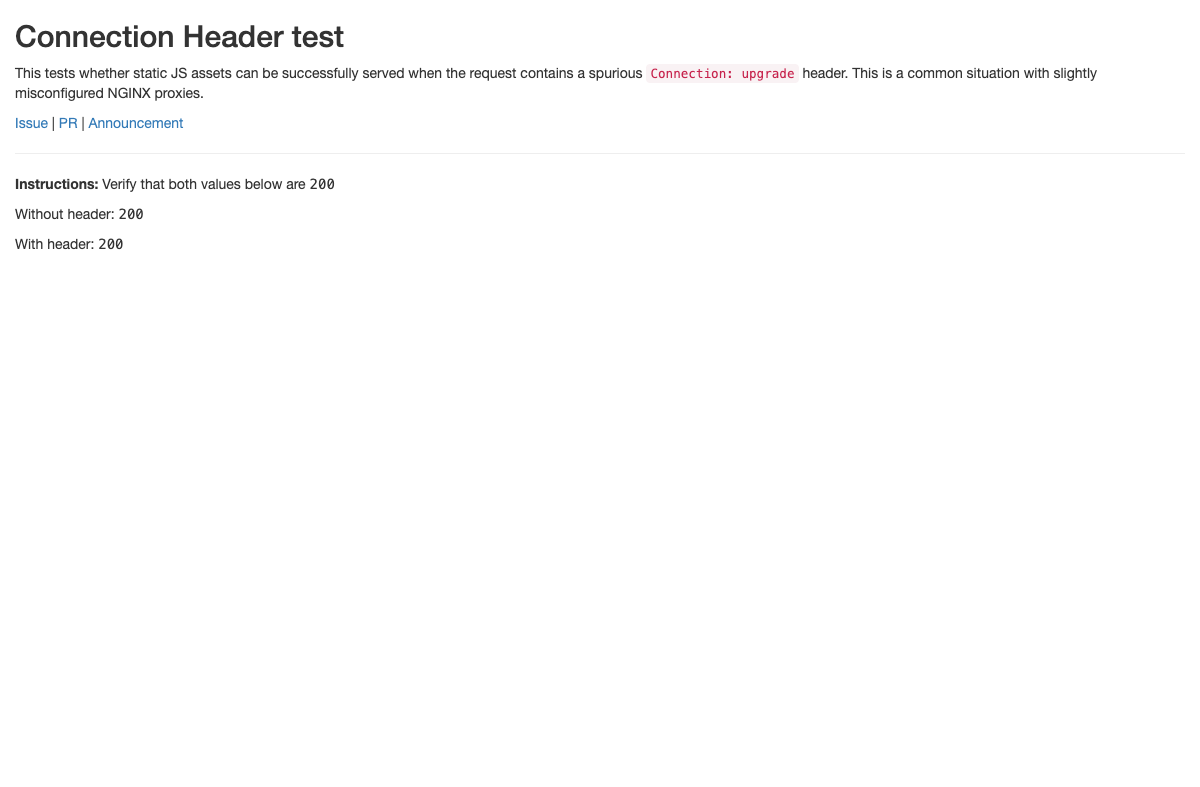 Connection Header test
This tests whether static JS assets can be successfully served when the request contains a spurious Connection: upgrade header. This is a common situation with slightly
misconfigured NGINX proxies.
Issue | PR | Announcement
Instructions: Verify that both values below are 200
Without header: 200
With header: 200